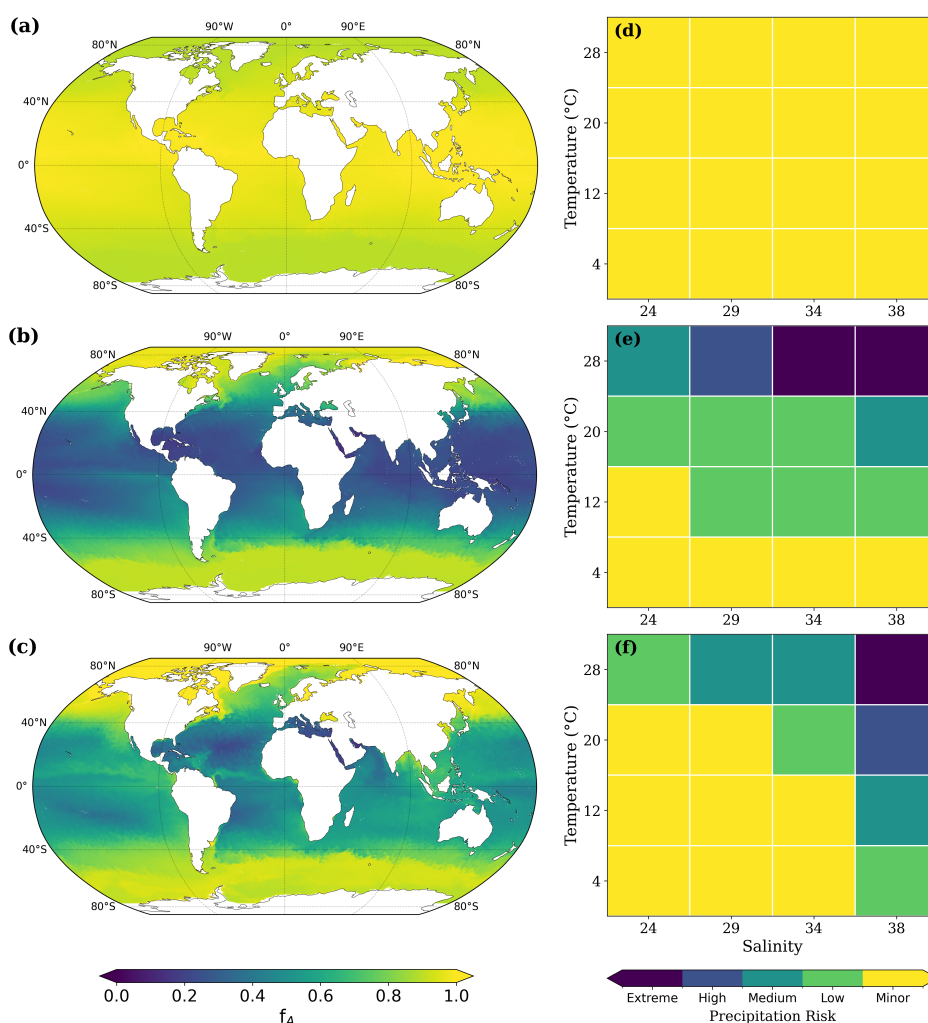 (a)
90°W 0° 90°E
80°N 80°N
40°N
0°
40°S
80°S 80°S
(d)
Temperature (°C)
28
20
12
4
24 29 34 38
(b)
90°W 0° 90°E
80°N 80°N
40°N
0°
40°S
80°S 80°S
(e)
Temperature (°C)
28
20
12
4
24 29 34 38
(c)
90°W 0° 90°E
80°N 80°N
40°N
0°
40°S
80°S 80°S
(f)
Temperature (°C)
28
20
12
4
24 29 34 38
Salinity
0.0 0.2 0.4 0.6 0.8 1.0
f_A
Extreme High Medium Low Minor
Precipitation Risk